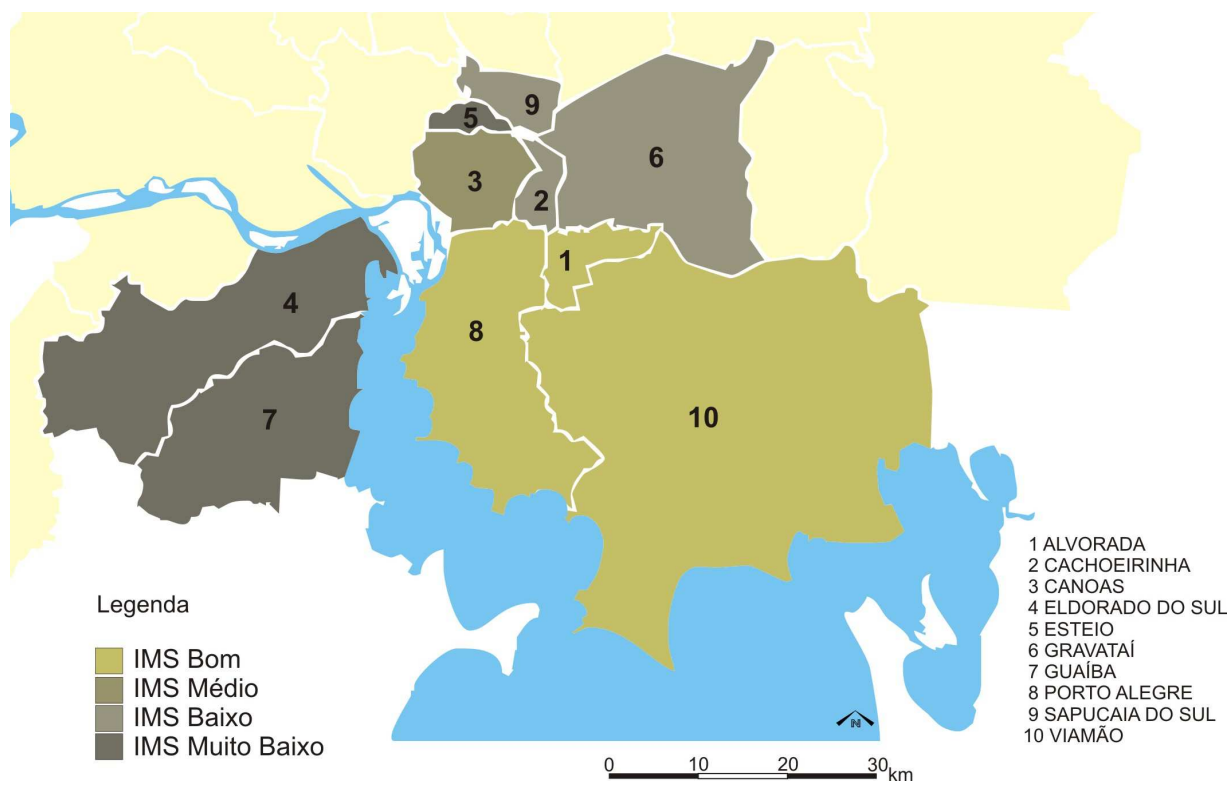 9
5
6
3
2
1
4
8
7
10
Legenda
IMS Bom
IMS Médio
IMS Baixo
IMS Muito Baixo
1 ALVORADA
2 CACHOEIRINHA
3 CANOAS
4 ELDORADO DO SUL
5 ESTEIO
6 GRAVATAÍ
7 GUAÍBA
8 PORTO ALEGRE
9 SAPUCAIA DO SUL
10 VIAMÃO
N
0 10 20 30 km